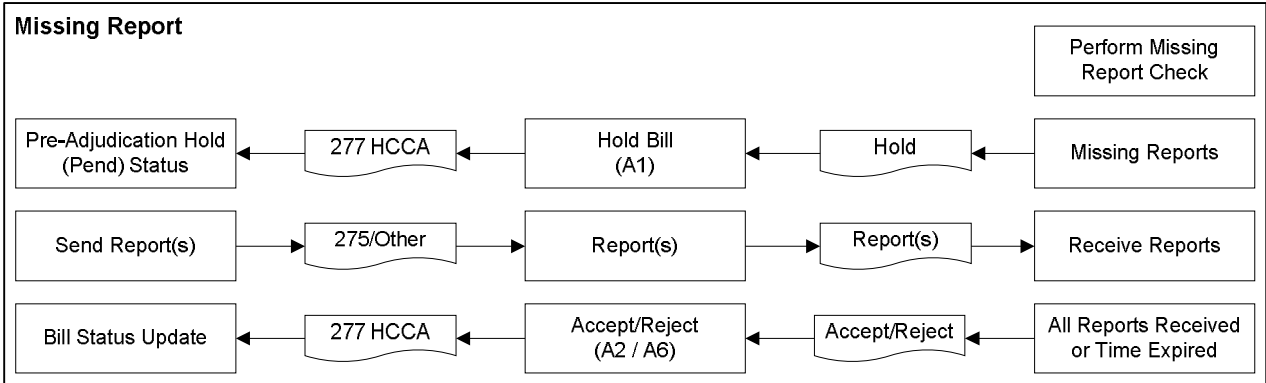 Missing Report
Perform Missing
Report Check
Pre-Adjudication Hold
(Pend) Status
277 HCCA
Hold Bill
(A1)
Hold
Missing Reports
Send Report(s)
275/Other
Report(s)
Report(s)
Receive Reports
Bill Status Update
277 HCCA
Accept/Reject
(A2 / A6)
Accept/Reject
All Reports Received
or Time Expired